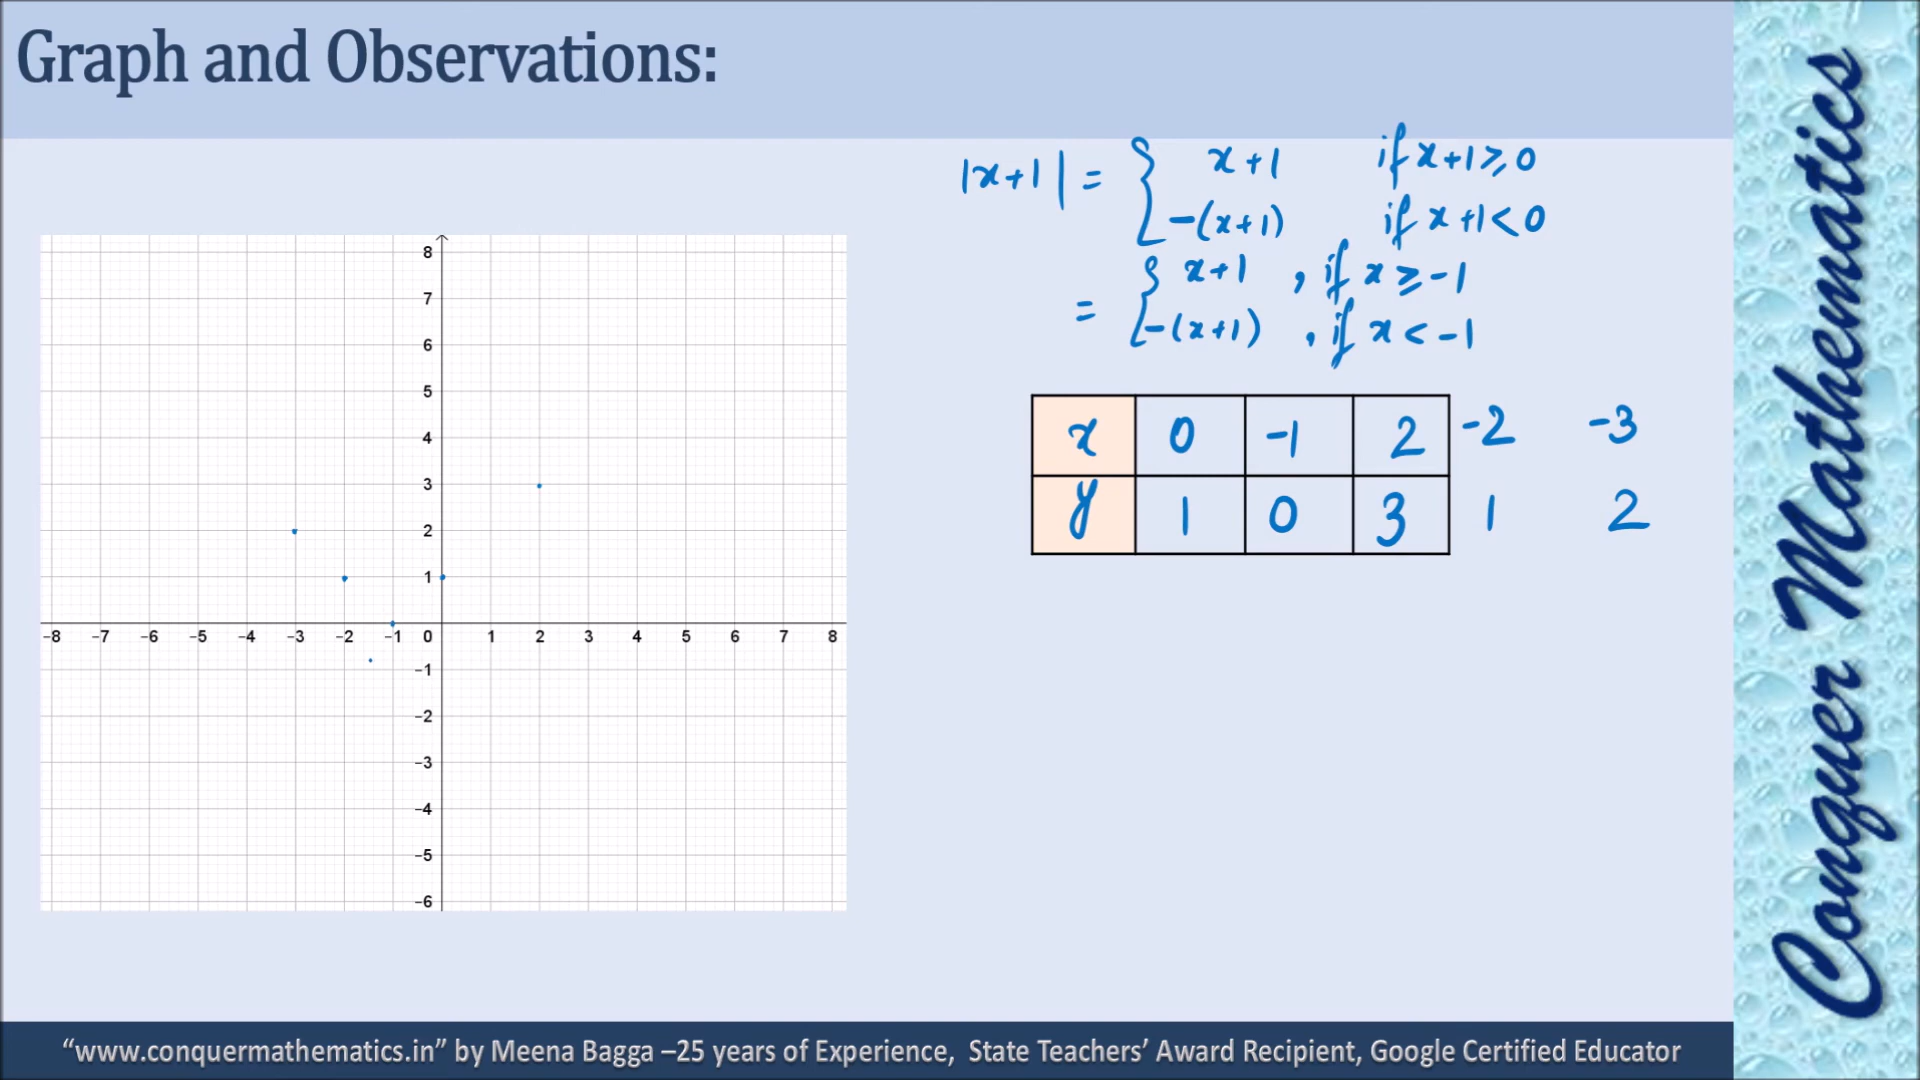 Graph and Observations:
|x+1| = { x+1 if x+1≥0
-(x+1) if x+1<0
= { x+1 , if x ≥ -1
-(x+1) , if x < -1
x 0 -1 2 -2 -3
y 1 0 3 1 2
8
7
6
5
4
3
2
1
−8 −7 −6 −5 −4 −3 −2 −1 0 1 2 3 4 5 6 7 8
−1
−2
−3
−4
−5
−6
Conquer Mathematics
“www.conquermathematics.in” by Meena Bagga –25 years of Experience, State Teachers’ Award Recipient, Google Certified Educator